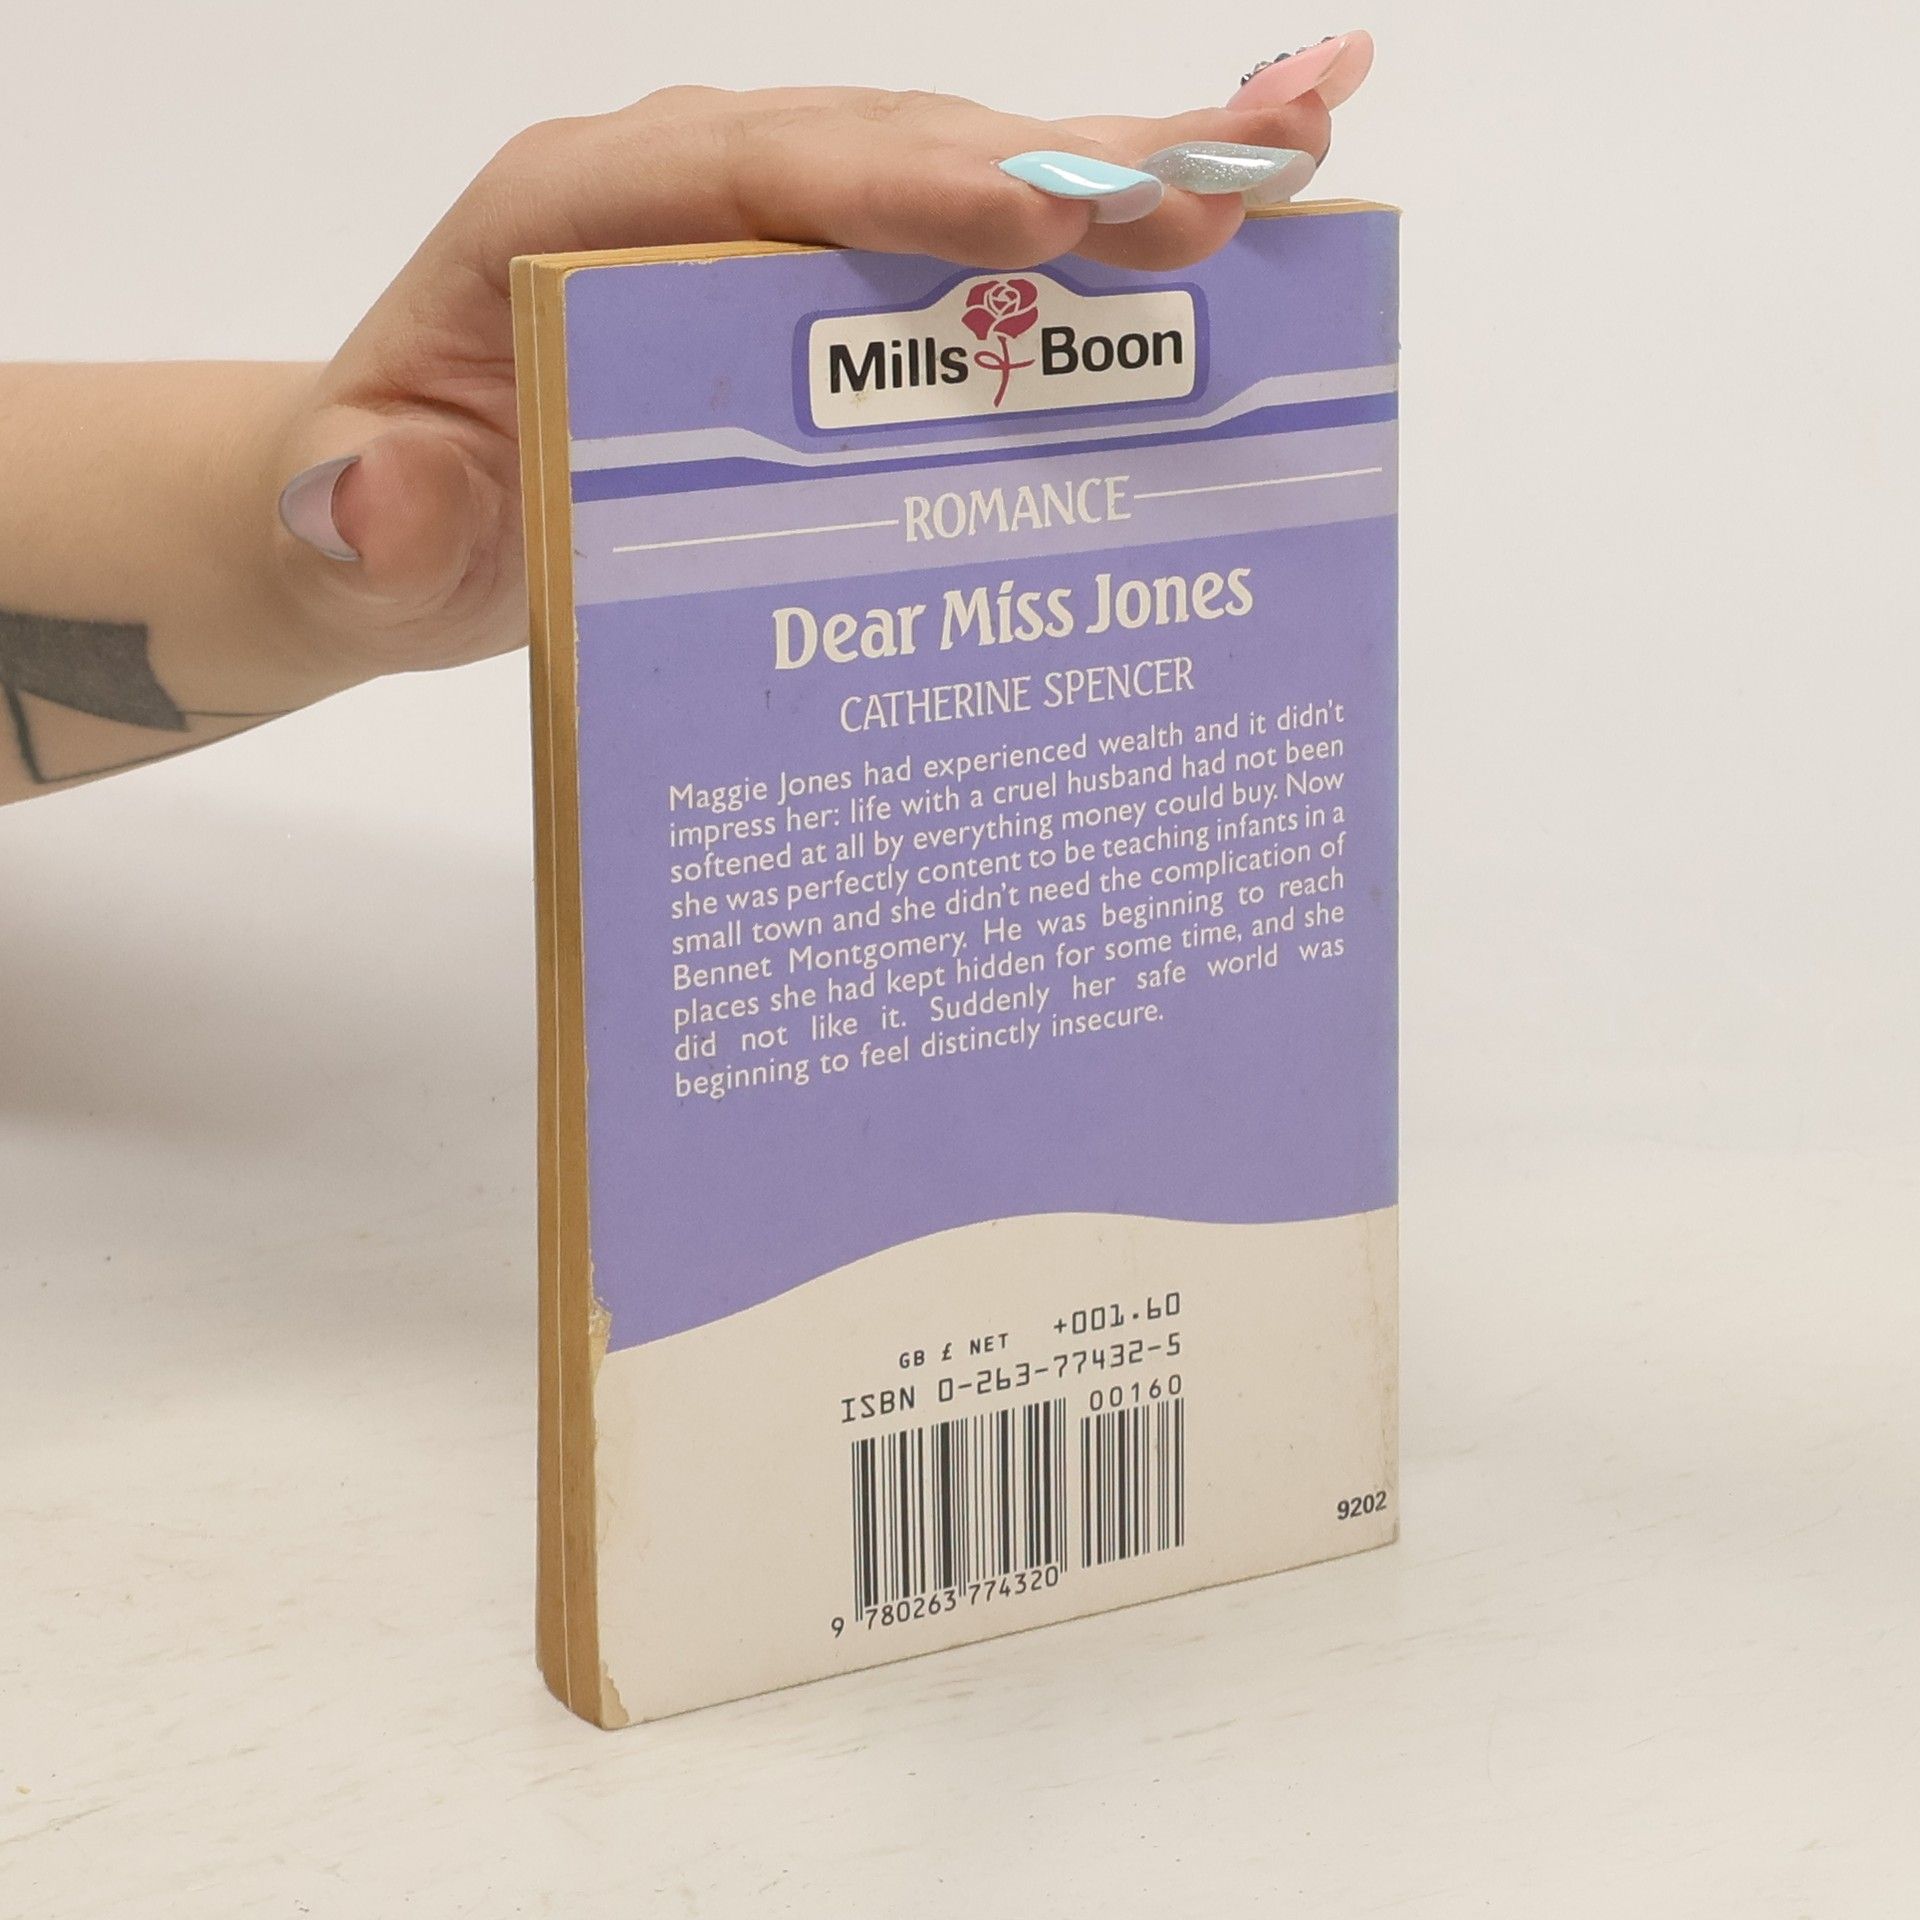 Mills & Boon
ROMANCE
Dear Miss Jones
CATHERINE SPENCER
Maggie Jones had experienced wealth and it didn't
impress her: life with a cruel husband had not been
softened at all by everything money could buy. Now
she was perfectly content to be teaching infants in a
small town and she didn't need the complication of
Bennet Montgomery. He was beginning to reach
places she had kept hidden for some time, and she
did not like it. Suddenly her safe world was
beginning to feel distinctly insecure.
GB £ NET +001.60
ISBN 0-263-77432-5
00160
9 780263 774320
9202